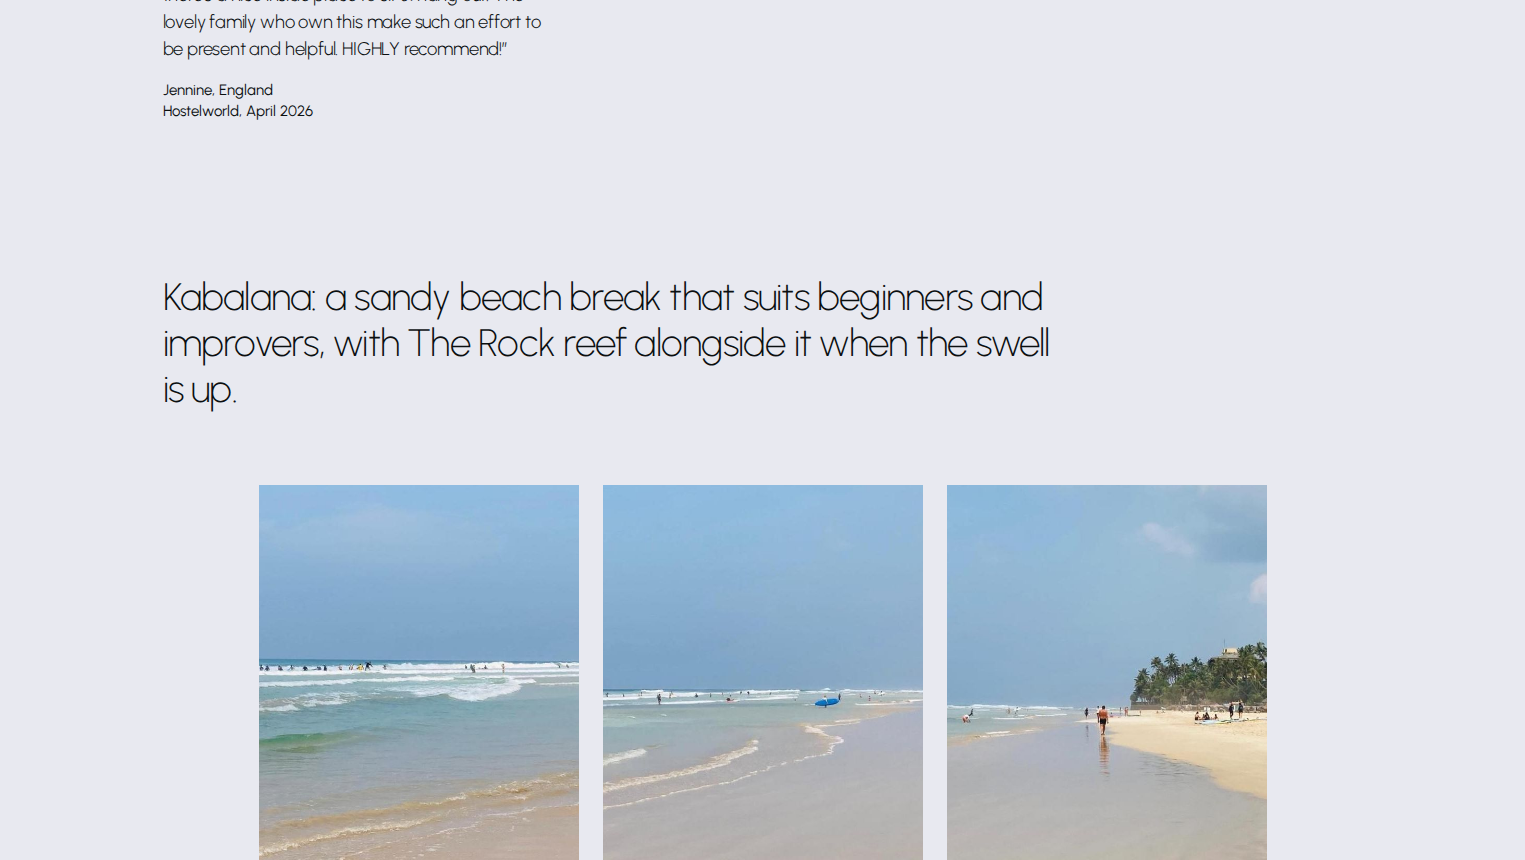 lovely family who own this make such an effort to
be present and helpful. HIGHLY recommend!”
Jennine, England
Hostelworld, April 2026
Kabalana: a sandy beach break that suits beginners and
improvers, with The Rock reef alongside it when the swell
is up.